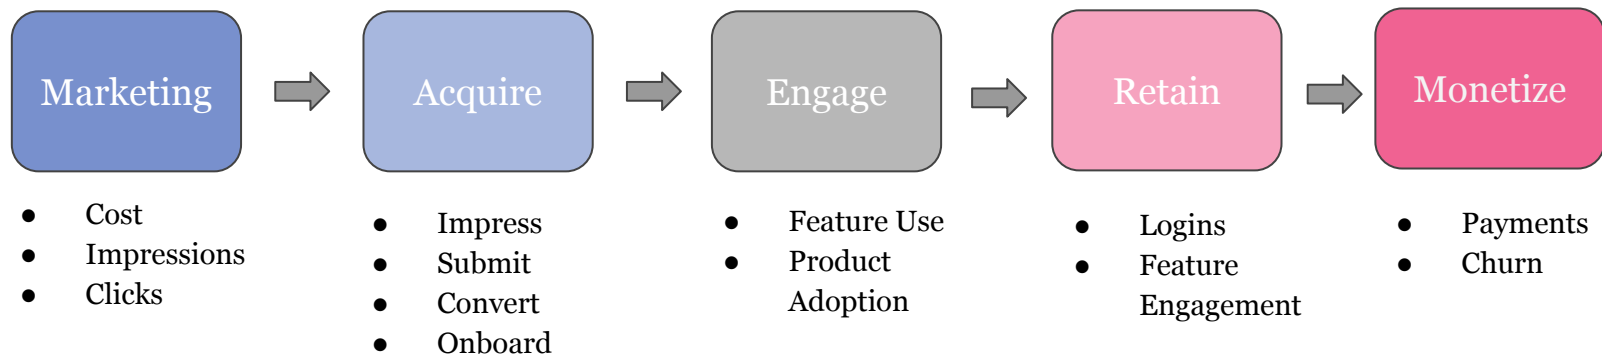 Marketing
Acquire
Engage
Retain
Monetize
● Cost
● Impressions
● Clicks
● Impress
● Submit
● Convert
● Onboard
● Feature Use
● Product
Adoption
● Logins
● Feature
Engagement
● Payments
● Churn